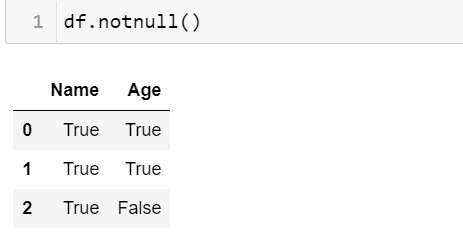 1 df.notnull()
Name Age
0 True True
1 True True
2 True False